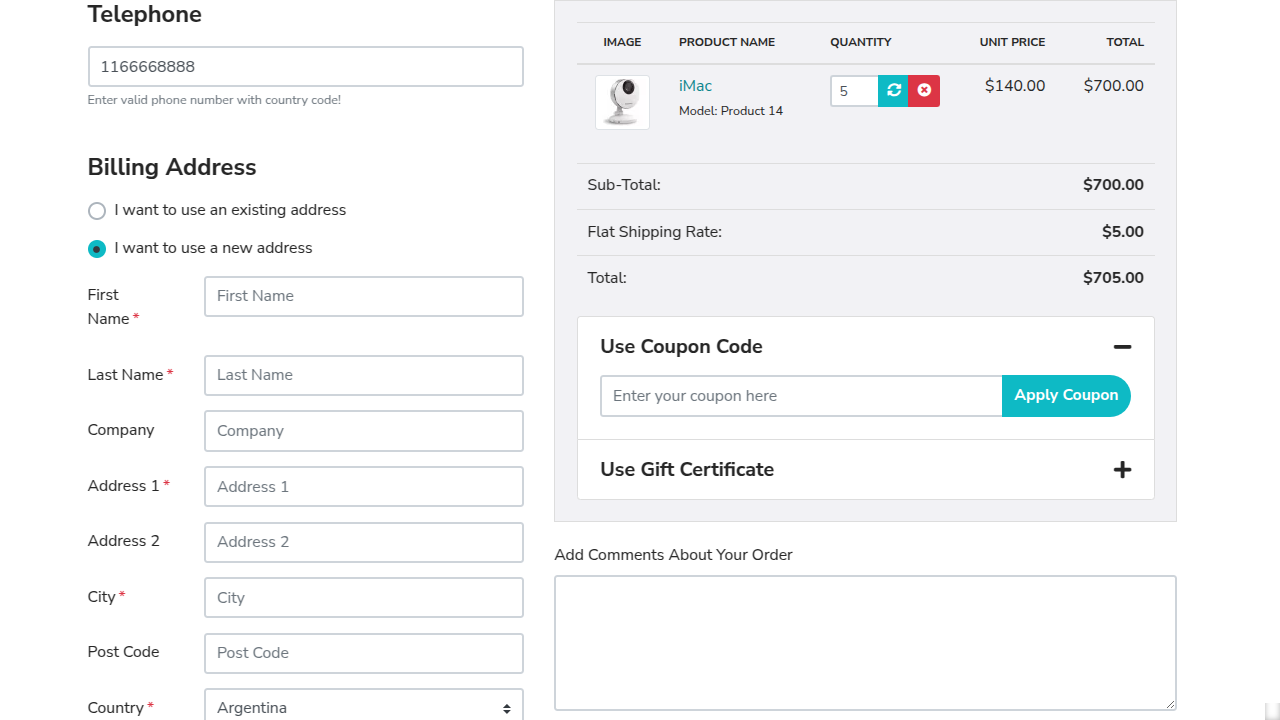 Telephone
1166668888
Enter valid phone number with country code!
Billing Address
I want to use an existing address
I want to use a new address
First
Name *
First Name
Last Name *
Last Name
Company
Company
Address 1 *
Address 1
Address 2
Address 2
City *
City
Post Code
Post Code
Country *
Argentina
IMAGE PRODUCT NAME QUANTITY UNIT PRICE TOTAL
iMac 5 $140.00 $700.00
Model: Product 14
Sub-Total: $700.00
Flat Shipping Rate: $5.00
Total: $705.00
Use Coupon Code
Enter your coupon here Apply Coupon
Use Gift Certificate
Add Comments About Your Order